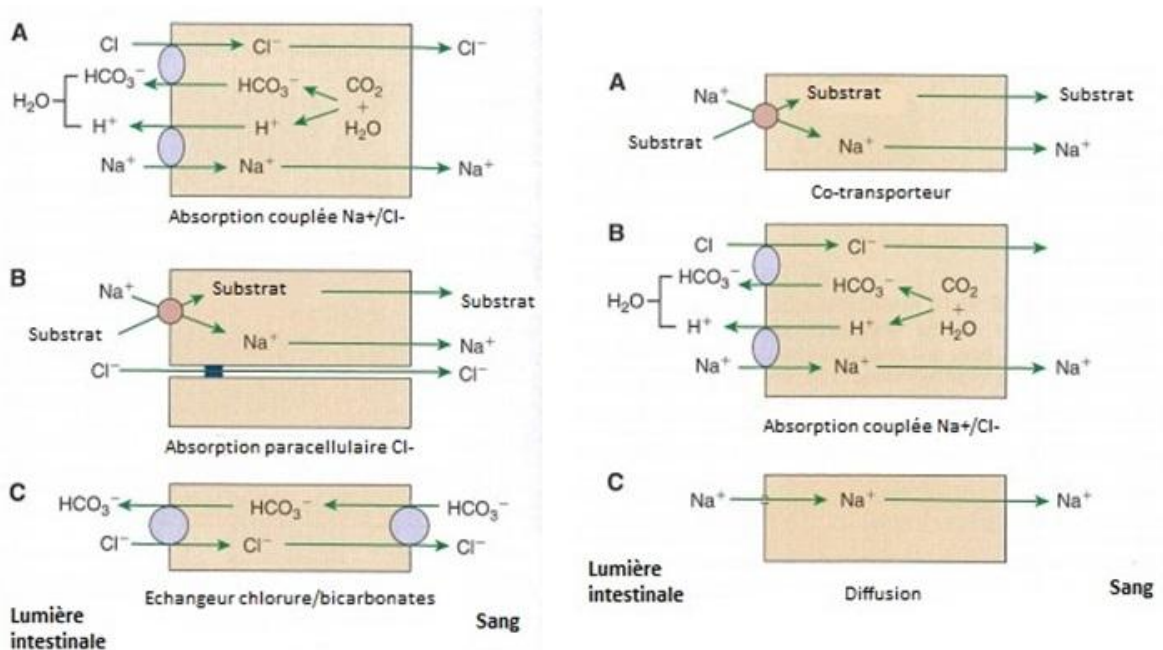 A
Cl Cl⁻ Cl⁻
HCO₃⁻ HCO₃⁻ CO₂
H₂O +
H⁺ H⁺ H₂O
Na⁺ Na⁺ Na⁺
Absorption couplée Na+/Cl-
B
Na⁺ Substrat Substrat
Substrat Na⁺ Na⁺
Cl⁻ Cl⁻
Absorption paracellulaire Cl-
C
HCO₃⁻ HCO₃⁻ HCO₃⁻
Cl⁻ Cl⁻ Cl⁻
Echangeur chlorure/bicarbonates
Lumière
intestinale
Sang
A
Na⁺ Substrat Substrat
Substrat Na⁺ Na⁺
Co-transporteur
B
Cl Cl⁻
HCO₃⁻ HCO₃⁻ CO₂
H₂O +
H⁺ H⁺ H₂O
Na⁺ Na⁺ Na⁺
Absorption couplée Na+/Cl-
C
Na⁺ Na⁺ Na⁺
Diffusion
Lumière
intestinale
Sang